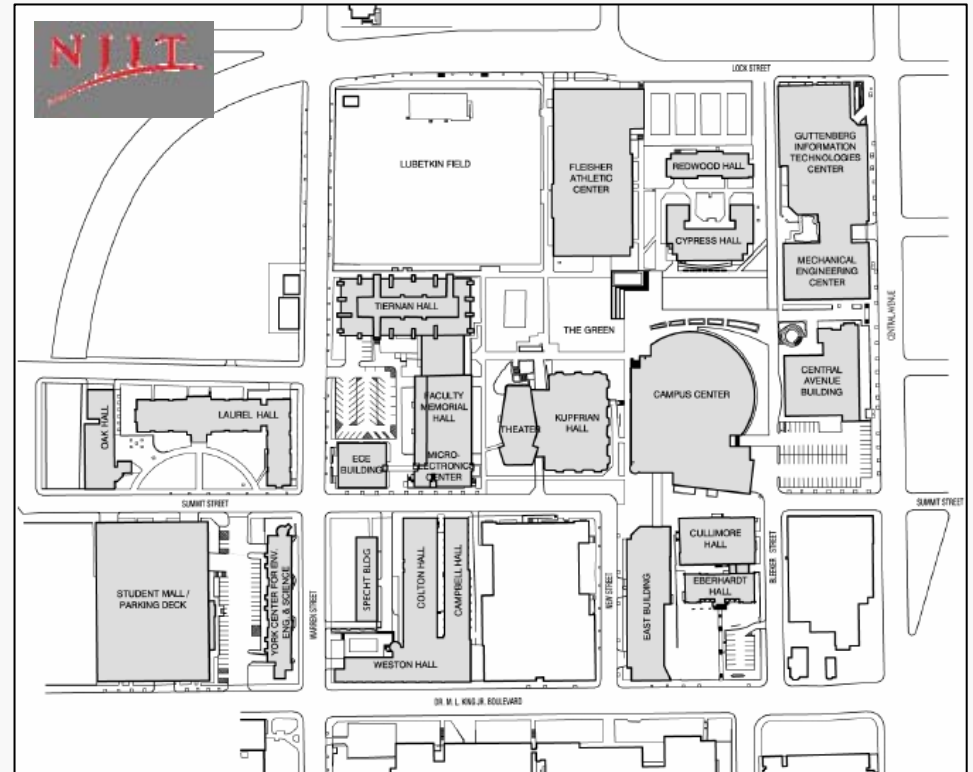 NJIT
LOCK STREET
LUBETKIN FIELD
FLEISHER
ATHLETIC
CENTER
REDWOOD HALL
CYPRESS HALL
GUTTENBERG
INFORMATION
TECHNOLOGIES
CENTER
MECHANICAL
ENGINEERING
CENTER
CENTRAL AVENUE
TIERNAN HALL
THE GREEN
CAMPUS CENTER
CENTRAL
AVENUE
BUILDING
OAK HALL
LAUREL HALL
FACULTY
MEMORIAL
HALL
THEATER
KUPFRIAN
HALL
ECE
BUILDING
MICRO-
ELECTRONICS
CENTER
SUMMIT STREET
SUMMIT STREET
STUDENT MALL /
PARKING DECK
YORK CENTER FOR ENV.
ENG. & SCIENCE
WARREN STREET
SPECHT BLDG
COLTON HALL
CAMPBELL HALL
WESTON HALL
NEW STREET
EAST BUILDING
CULLIMORE
HALL
EBERHARDT
HALL
BLEEKER STREET
DR. M. L. KING JR. BOULEVARD